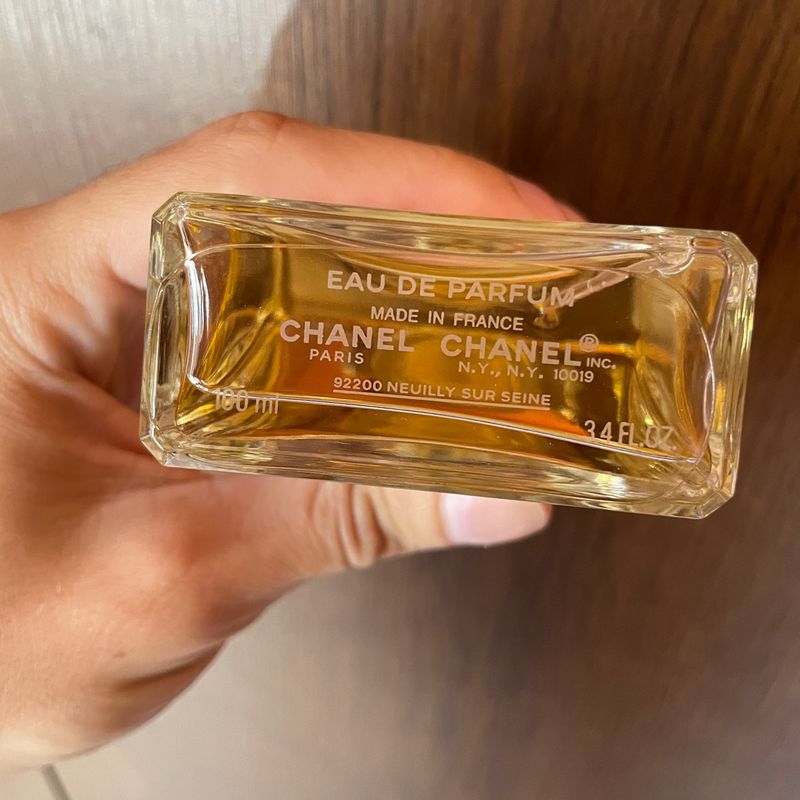 EAU DE PARFUM
MADE IN FRANCE
CHANEL CHANEL® INC.
PARIS N.Y., N.Y. 10019
92200 NEUILLY SUR SEINE
100 ml 3.4 FL.OZ.